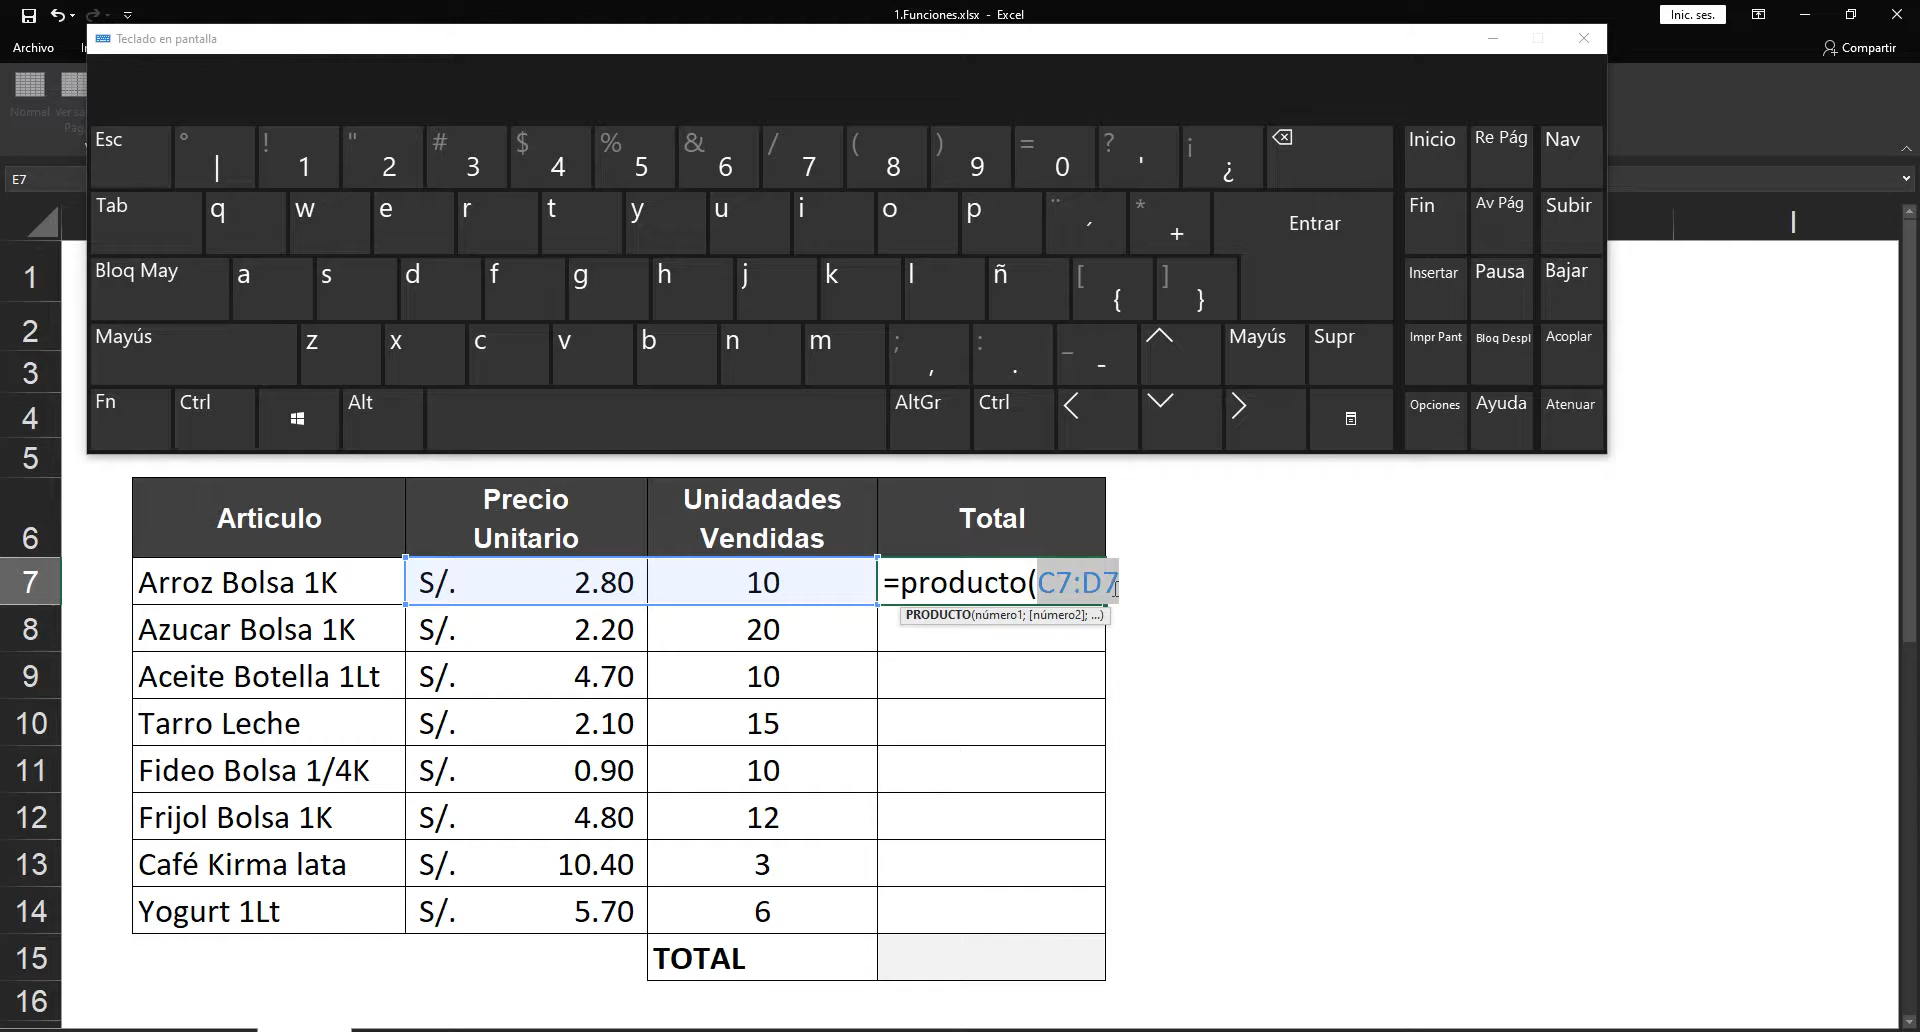 1.Funciones.xlsx - Excel
Inic. ses.
Teclado en pantalla
Archivo
Compartir
Normal
Esc ° | ! 1 " 2 # 3 $ 4 % 5 & 6 / 7 ( 8 ) 9 = 0 ? ' ¡ ¿ Inicio Re Pág Nav
E7
Tab q w e r t y u i o p ¨ ´ * + Entrar Fin Av Pág Subir
Bloq May a s d f g h j k l ñ [ { ] } Insertar Pausa Bajar
Mayús z x c v b n m ; , : . _ - Mayús Supr Impr Pant Bloq Despl Acoplar
Fn Ctrl Alt AltGr Ctrl Opciones Ayuda Atenuar
1
2
3
4
5
6 Articulo Precio Unitario Unidadades Vendidas Total
7 Arroz Bolsa 1K S/. 2.80 10 =producto(C7:D7
PRODUCTO(número1; [número2]; ...)
8 Azucar Bolsa 1K S/. 2.20 20
9 Aceite Botella 1Lt S/. 4.70 10
10 Tarro Leche S/. 2.10 15
11 Fideo Bolsa 1/4K S/. 0.90 10
12 Frijol Bolsa 1K S/. 4.80 12
13 Café Kirma lata S/. 10.40 3
14 Yogurt 1Lt S/. 5.70 6
15 TOTAL
16